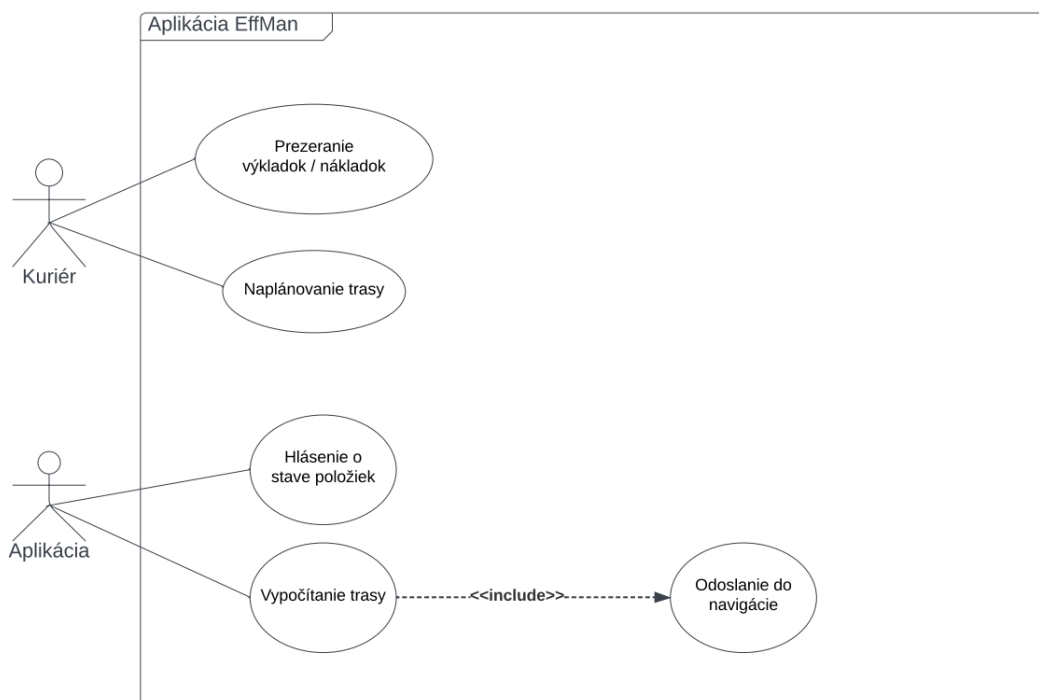 Aplikácia EffMan
Prezeranie
výkladok / nákladok
Kuriér
Naplánovanie trasy
Hlásenie o
stave položiek
Aplikácia
Vypočítanie trasy
<<include>>
Odoslanie do
navigácie